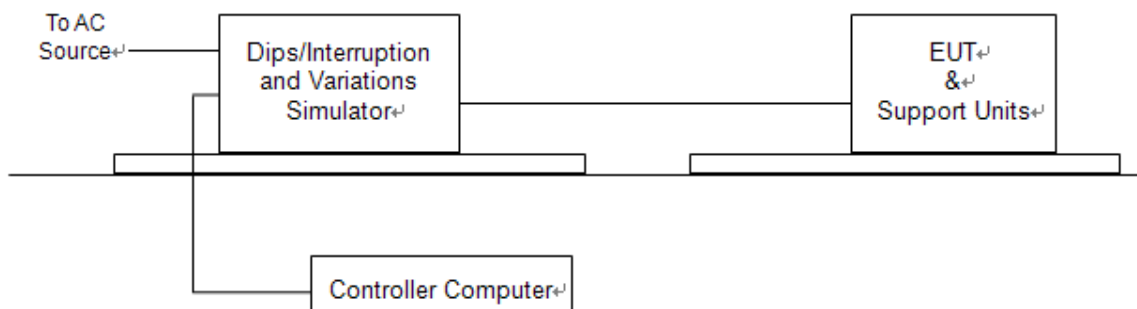 To AC
Source↵
Dips/Interruption
and Variations
Simulator↵
EUT↵
&↵
Support Units↵
Controller Computer↵